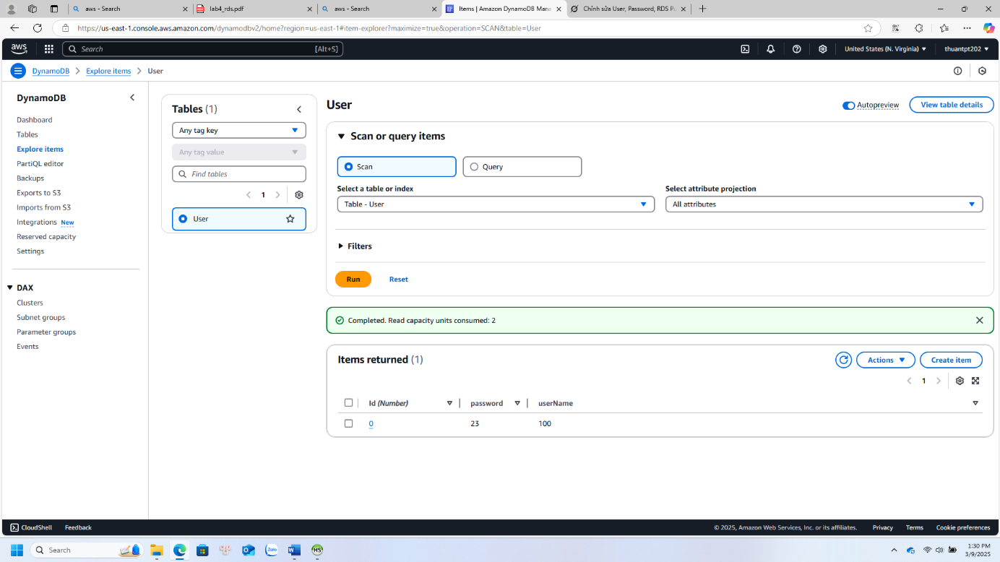 aws - Search
lab4_rds.pdf
aws - Search
Items | Amazon DynamoDB Mana
Chỉnh sửa User, Password, RDS P
https://us-east-1.console.aws.amazon.com/dynamodbv2/home?region=us-east-1#item-explorer?maximize=true&operation=SCAN&table=User
aws
Search
[Alt+S]
United States (N. Virginia)
thuantpt202
DynamoDB
Explore items
User
DynamoDB
Dashboard
Tables
Explore items
PartiQL editor
Backups
Exports to S3
Imports from S3
Integrations New
Reserved capacity
Settings
DAX
Clusters
Subnet groups
Parameter groups
Events
Tables (1)
Any tag key
Any tag value
Find tables
1
User
User
Autopreview
View table details
Scan or query items
Scan
Query
Select a table or index
Table - User
Select attribute projection
All attributes
Filters
Run
Reset
Completed. Read capacity units consumed: 2
Items returned (1)
Actions
Create item
1
Id (Number)
password
userName
0
23
100
CloudShell
Feedback
© 2025, Amazon Web Services, Inc. or its affiliates.
Privacy
Terms
Cookie preferences
Search
Zalo
W
HS
1:30 PM
3/9/2025